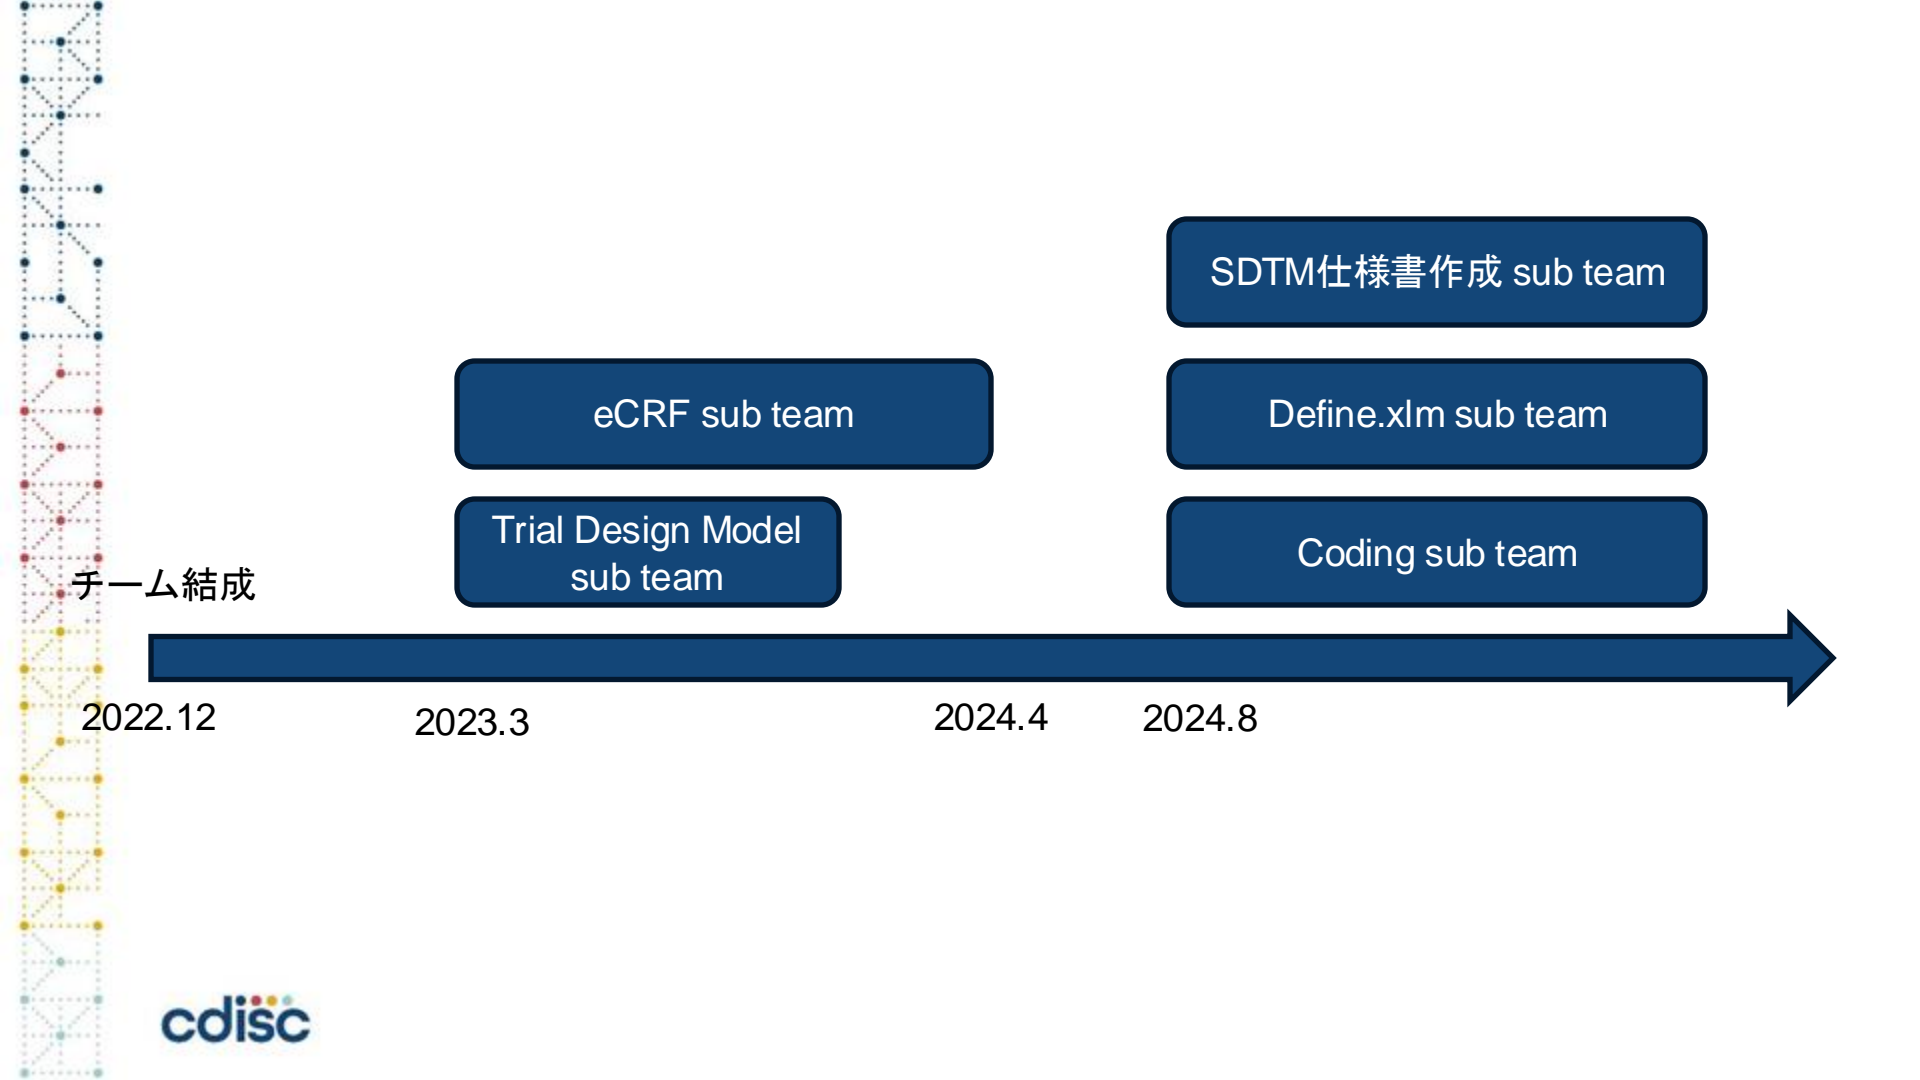 SDTM仕様書作成 sub team
eCRF sub team
Define.xlm sub team
Trial Design Model
sub team
Coding sub team
チーム結成
2022.12
2023.3
2024.4
2024.8
cdisc